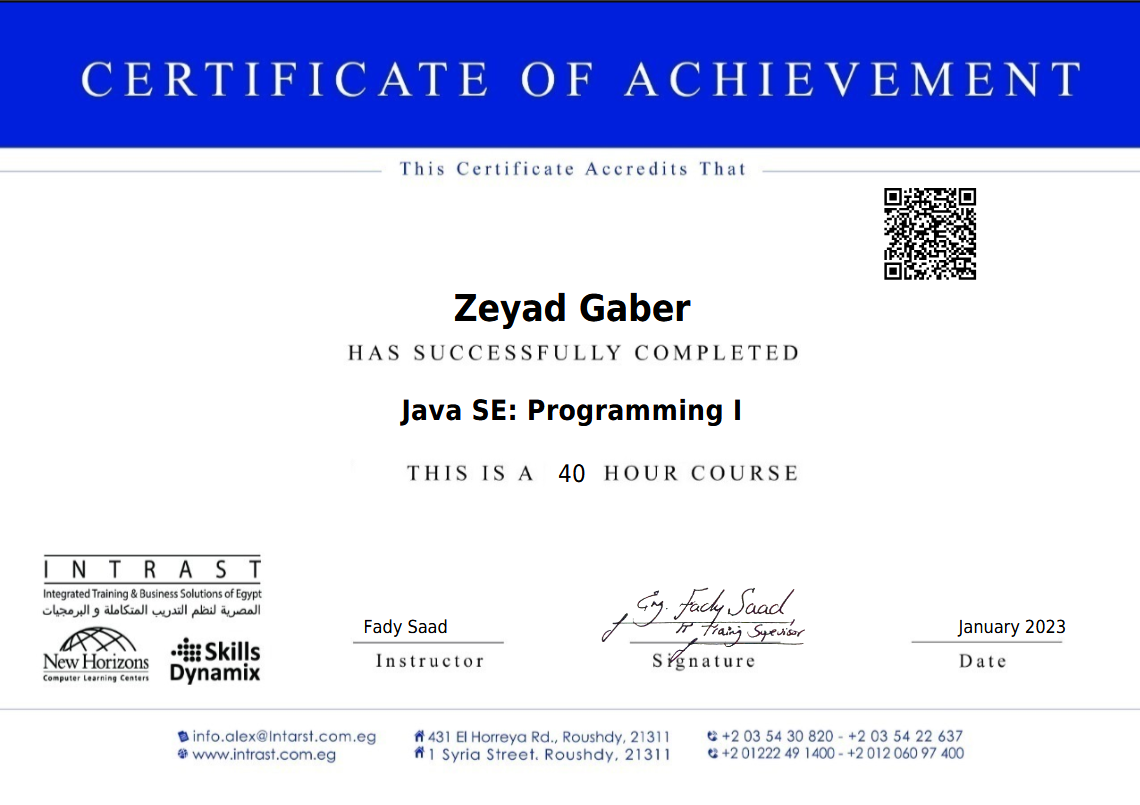 CERTIFICATE OF ACHIEVEMENT
This Certificate Accredits That
Zeyad Gaber
HAS SUCCESSFULLY COMPLETED
Java SE: Programming I
THIS IS A 40 HOUR COURSE
INTRAST
Integrated Training & Business Solutions of Egypt
المصرية لنظم التدريب المتكاملة و البرمجيات
New Horizons
Computer Learning Centers
Skills
Dynamix
Fady Saad
Instructor
Eng. Fady Saad
IT Training Supervisor
Signature
January 2023
Date
info.alex@Intarst.com.eg
www.intrast.com.eg
431 El Horreya Rd., Roushdy, 21311
1 Syria Street. Roushdy, 21311
+2 03 54 30 820 - +2 03 54 22 637
+2 01222 49 1400 - +2 012 060 97 400